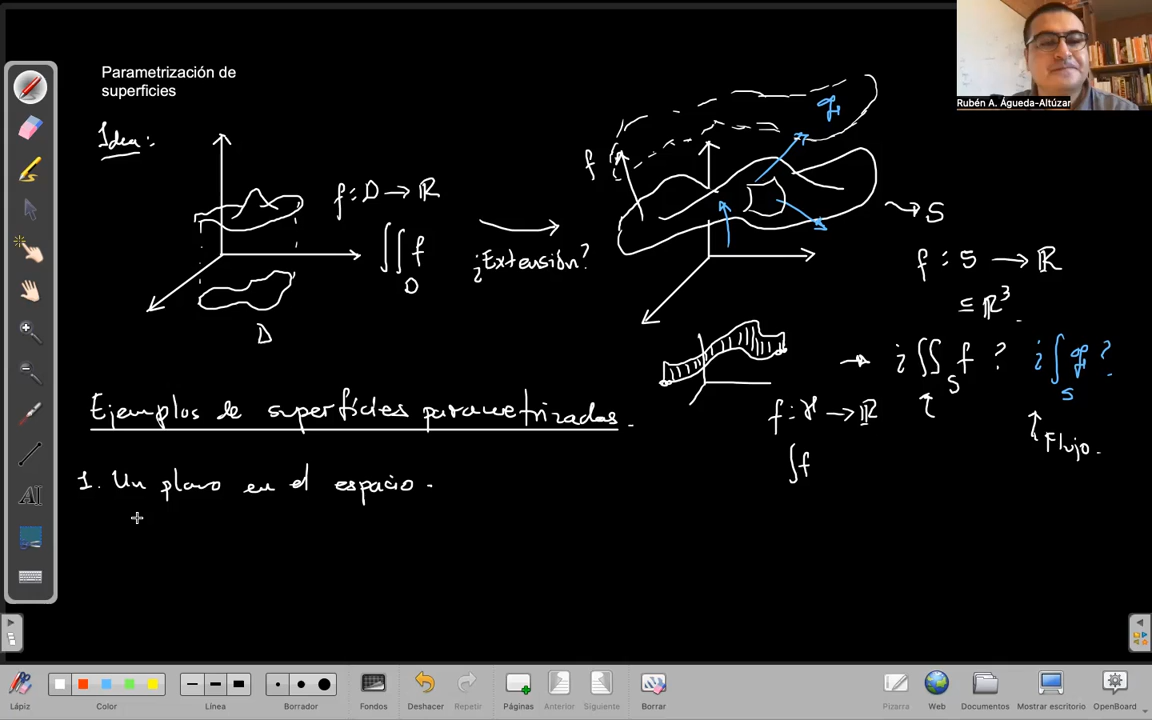 Parametrización de
superficies
Rubén A. Águeda-Altúzar
Idea:
f: D → ℝ
∬ f
D
¿Extensión?
D
f
g
S
f: S → ℝ
⊆ ℝ³.
¿∬ f ?
S
¿∫ g ?
S
Flujo.
f: γ → ℝ
∫f
Ejemplos de superficies parametrizadas.
1. Un plano en el espacio.
Lápiz
Color
Línea
Borrador
Fondos
Deshacer
Repetir
Páginas
Anterior
Siguiente
Borrar
Pizarra
Web
Documentos
Mostrar escritorio
OpenBoard